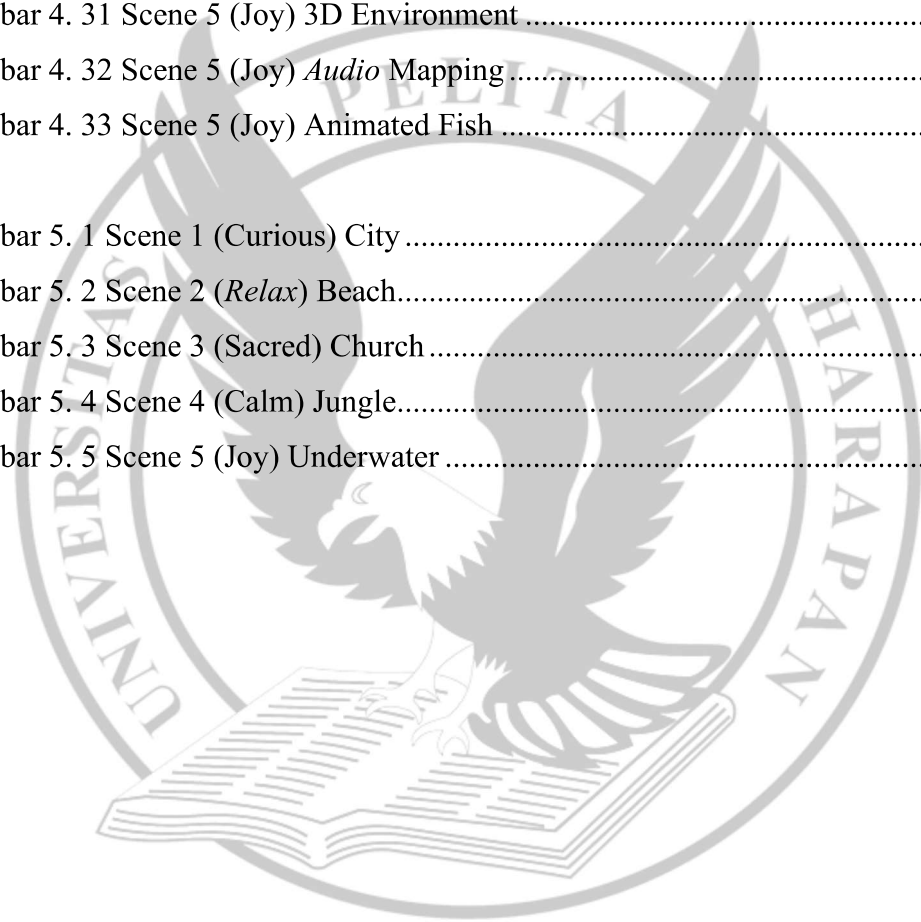 bar 4. 31 Scene 5 (Joy) 3D Environment ........................................................
bar 4. 32 Scene 5 (Joy) Audio Mapping........................................................
bar 4. 33 Scene 5 (Joy) Animated Fish ........................................................
bar 5. 1 Scene 1 (Curious) City ........................................................
bar 5. 2 Scene 2 (Relax) Beach........................................................
bar 5. 3 Scene 3 (Sacred) Church ........................................................
bar 5. 4 Scene 4 (Calm) Jungle........................................................
bar 5. 5 Scene 5 (Joy) Underwater ........................................................
UNIVERSITAS PELITA HARAPAN